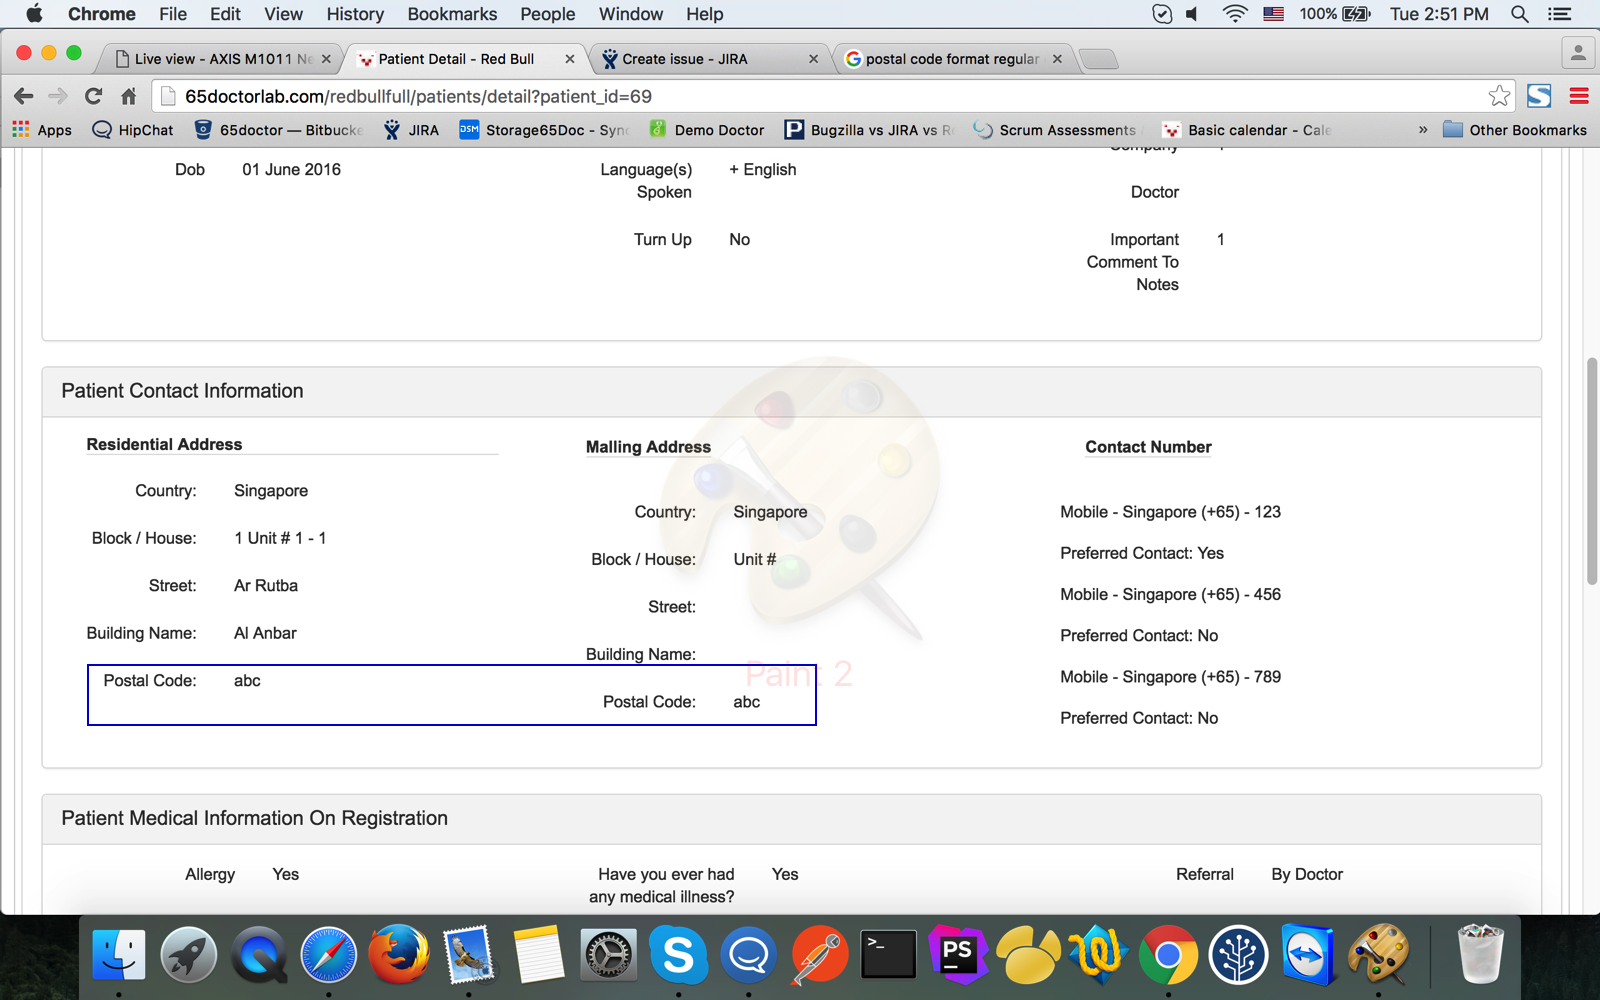 Chrome File Edit View History Bookmarks People Window Help 100% Tue 2:51 PM
Live view - AXIS M1011 Ne Patient Detail - Red Bull Create issue - JIRA postal code format regular
65doctorlab.com/redbullfull/patients/detail?patient_id=69
Apps HipChat 65doctor — Bitbucke JIRA DSM Storage65Doc - Syn Demo Doctor P Bugzilla vs JIRA vs R Scrum Assessments Basic calendar - Cale » Other Bookmarks
Company
Dob 01 June 2016 Language(s) + English
Spoken Doctor
Turn Up No Important 1
Comment To
Notes
Patient Contact Information
Residential Address Malling Address Contact Number
Country: Singapore
Country: Singapore Mobile - Singapore (+65) - 123
Block / House: 1 Unit # 1 - 1
Block / House: Unit # Preferred Contact: Yes
Street: Ar Rutba
Street: Mobile - Singapore (+65) - 456
Building Name: Al Anbar Preferred Contact: No
Building Name:
Paint 2
Postal Code: abc Mobile - Singapore (+65) - 789
Postal Code: abc
Preferred Contact: No
Patient Medical Information On Registration
Allergy Yes Have you ever had Yes Referral By Doctor
any medical illness?
PS